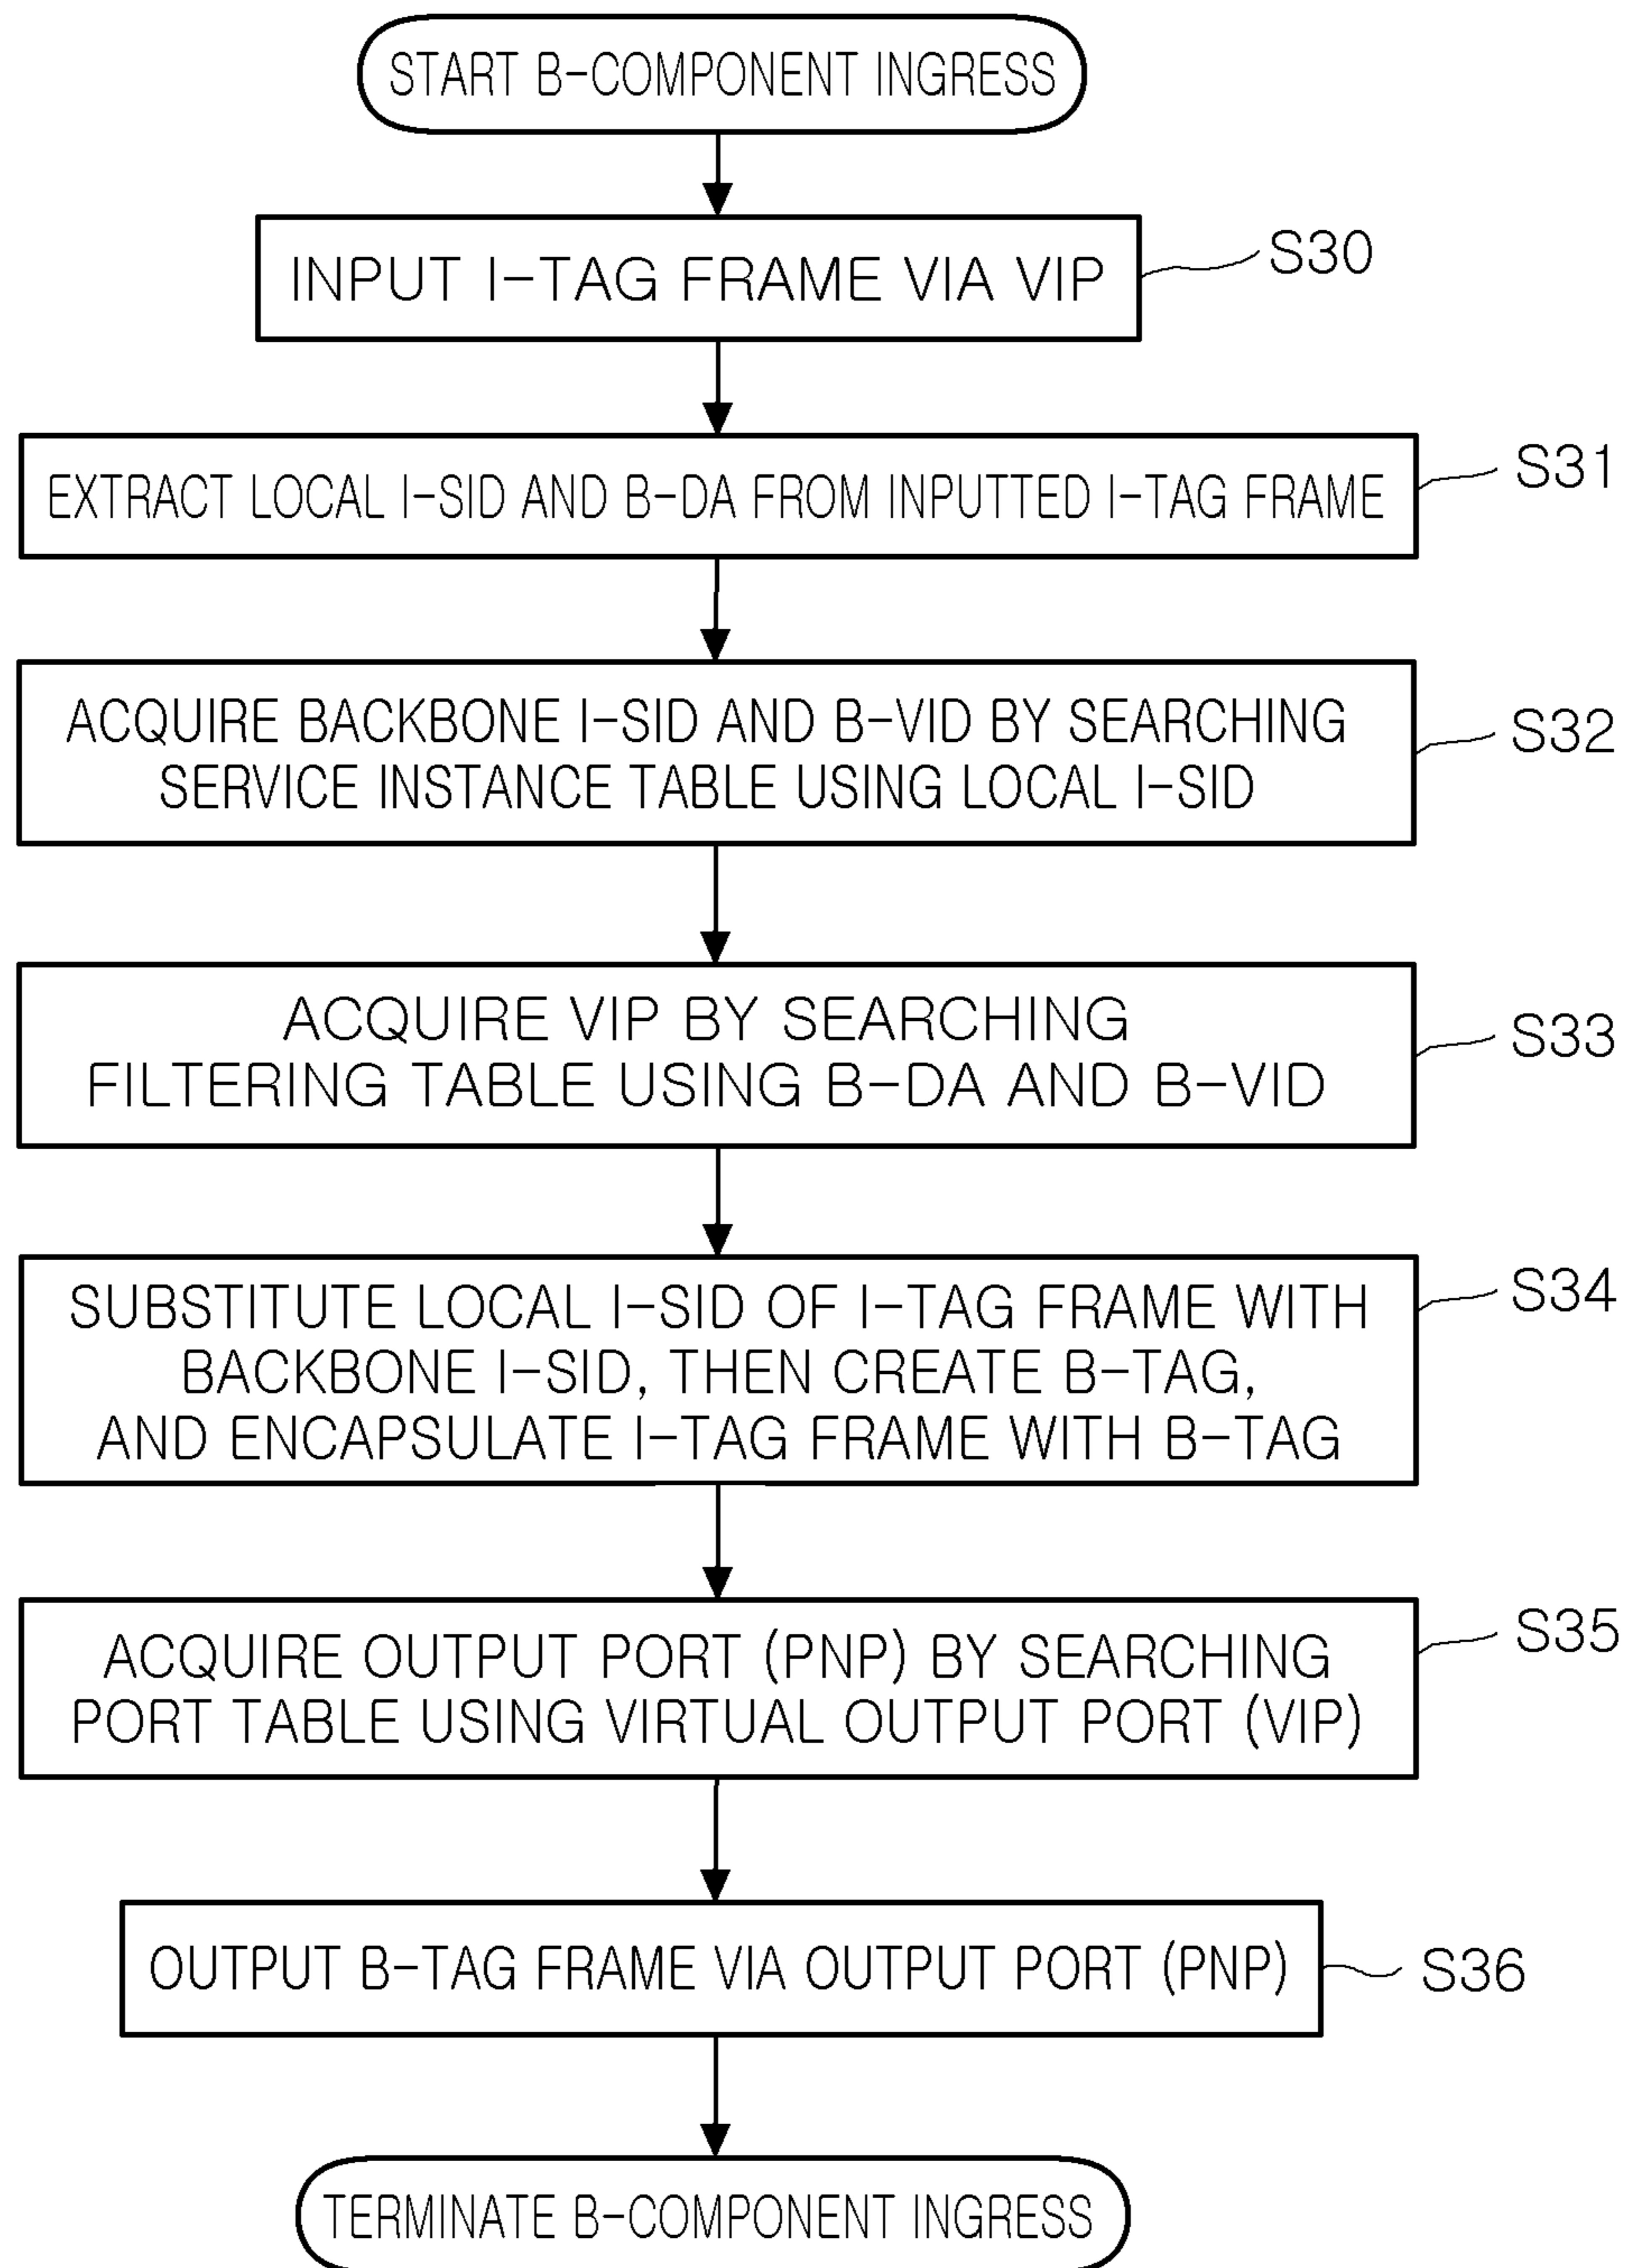 START B-COMPONENT INGRESS
INPUT I-TAG FRAME VIA VIP
S30
EXTRACT LOCAL I-SID AND B-DA FROM INPUTTED I-TAG FRAME
S31
ACQUIRE BACKBONE I-SID AND B-VID BY SEARCHING
SERVICE INSTANCE TABLE USING LOCAL I-SID
S32
ACQUIRE VIP BY SEARCHING
FILTERING TABLE USING B-DA AND B-VID
S33
SUBSTITUTE LOCAL I-SID OF I-TAG FRAME WITH
BACKBONE I-SID, THEN CREATE B-TAG,
AND ENCAPSULATE I-TAG FRAME WITH B-TAG
S34
ACQUIRE OUTPUT PORT (PNP) BY SEARCHING
PORT TABLE USING VIRTUAL OUTPUT PORT (VIP)
S35
OUTPUT B-TAG FRAME VIA OUTPUT PORT (PNP)
S36
TERMINATE B-COMPONENT INGRESS